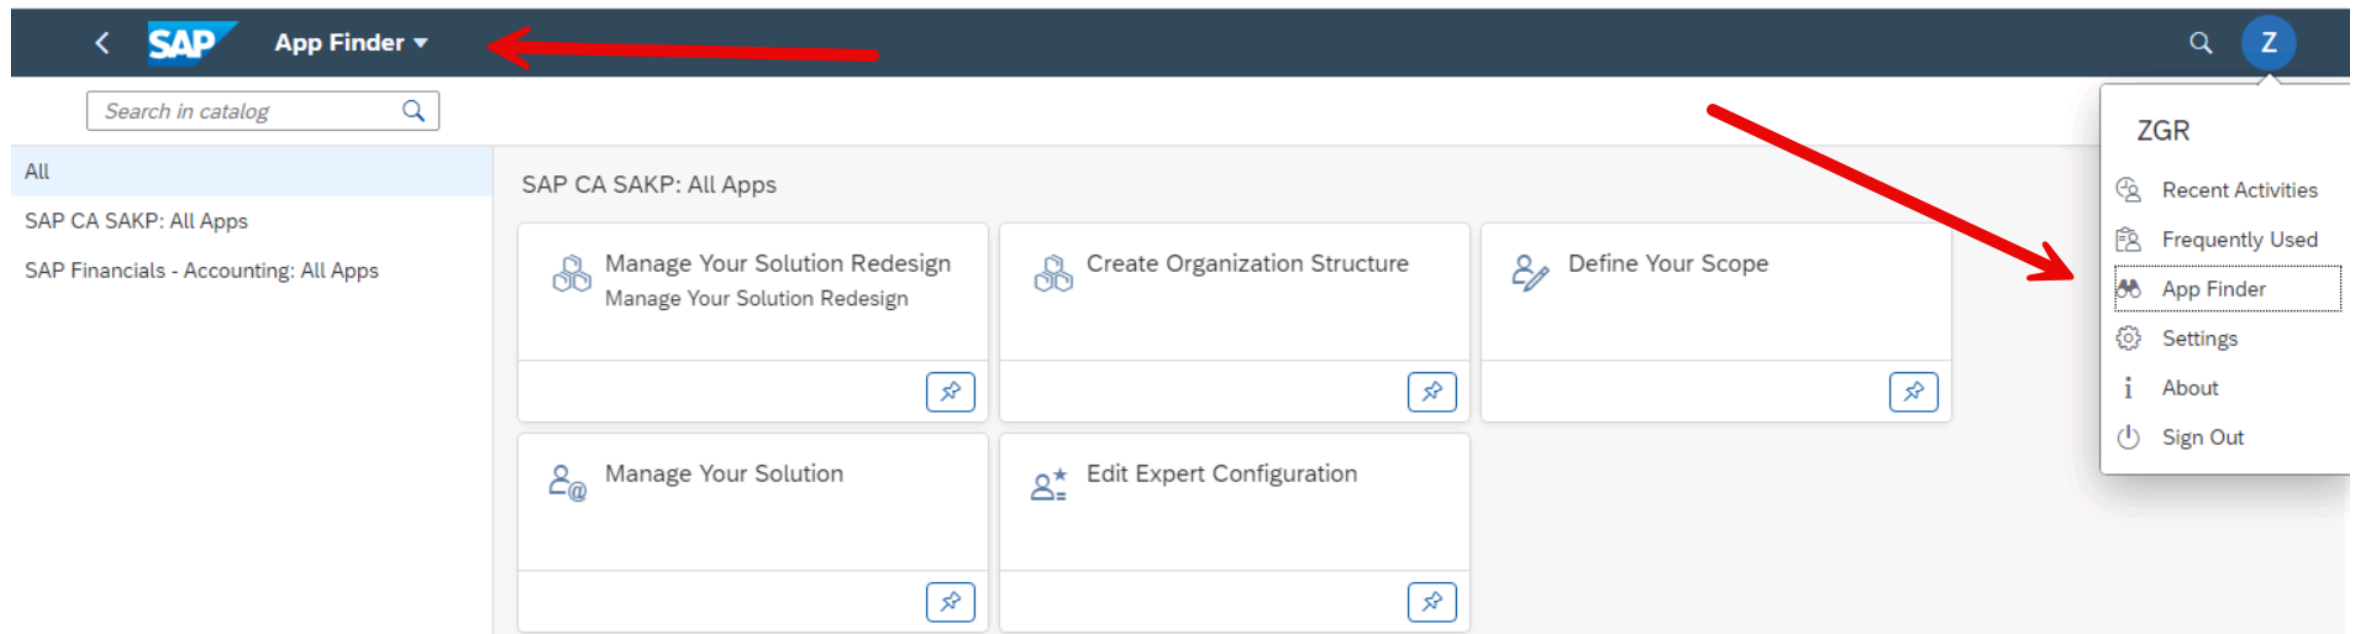 SAP App Finder
Z
Search in catalog
ZGR
Recent Activities
Frequently Used
App Finder
Settings
i About
Sign Out
All
SAP CA SAKP: All Apps
SAP Financials - Accounting: All Apps
SAP CA SAKP: All Apps
Manage Your Solution Redesign
Manage Your Solution Redesign
Create Organization Structure
Define Your Scope
Manage Your Solution
Edit Expert Configuration